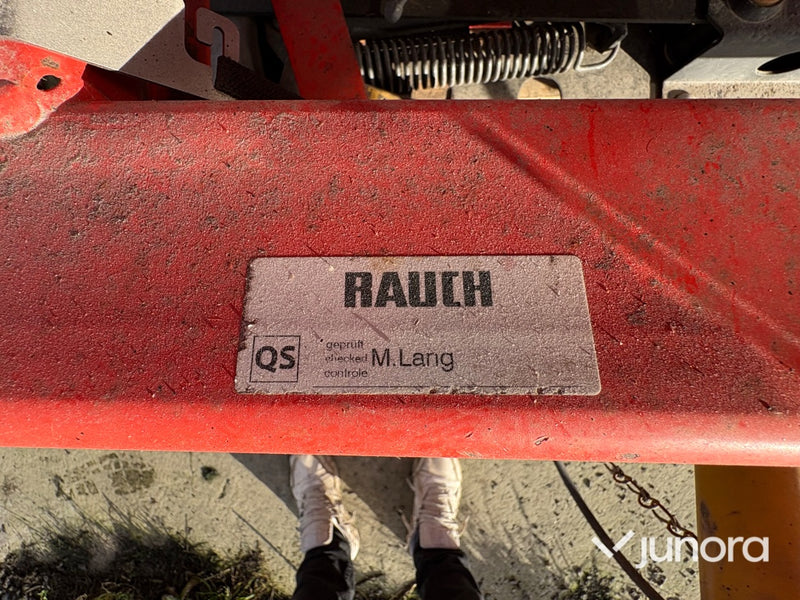 RAUCH
QS
geprüft
checked M.Lang
controle
junora